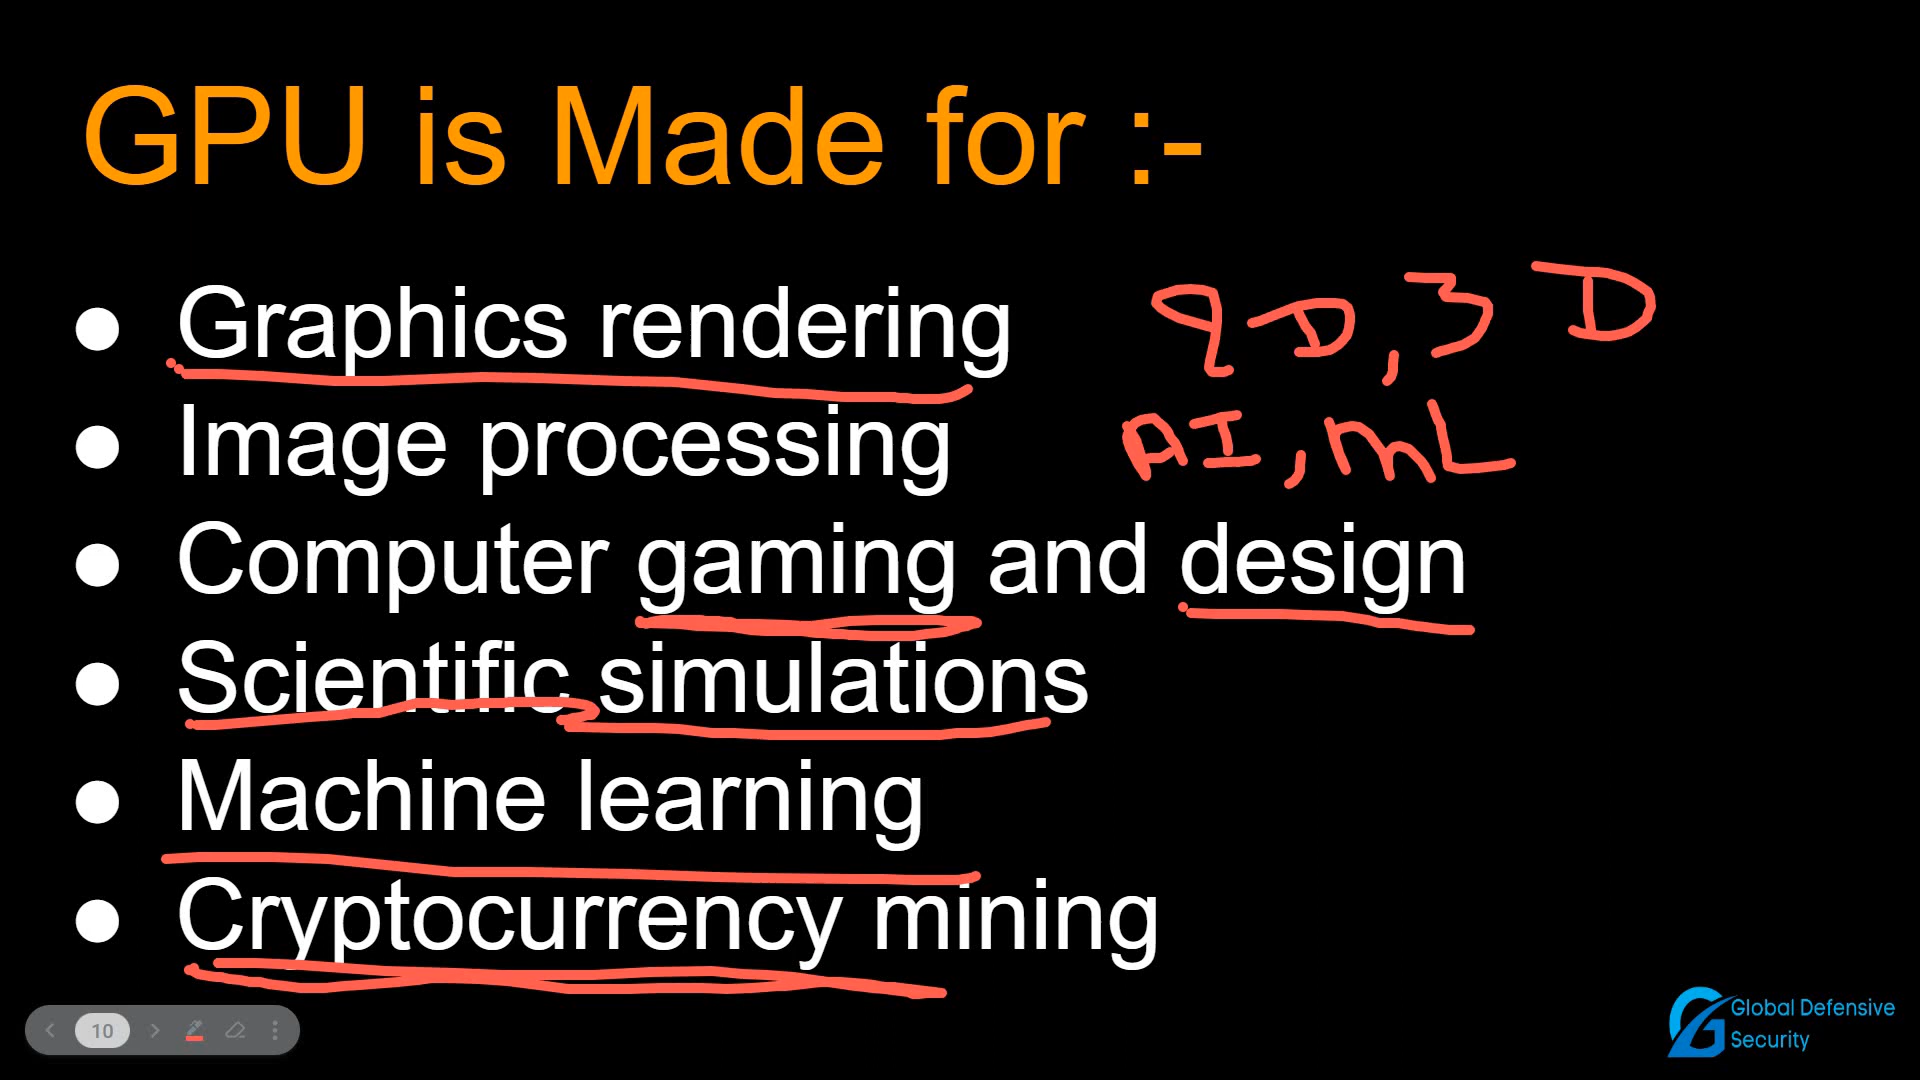 GPU is Made for :-
● Graphics rendering
2D, 3D
● Image processing
AI, mL
● Computer gaming and design
● Scientific simulations
● Machine learning
● Cryptocurrency mining
10
Global Defensive
Security